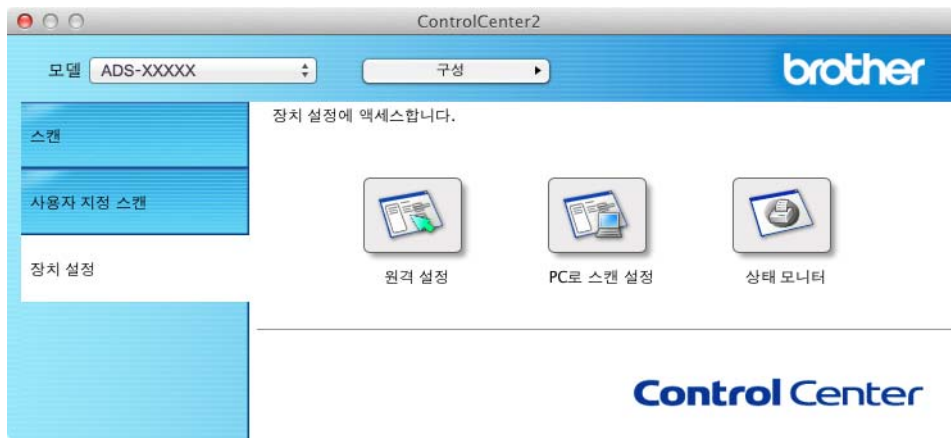 ControlCenter2
모델 ADS-XXXXX 구성 brother
스캔
사용자 지정 스캔
장치 설정
장치 설정에 액세스합니다.
원격 설정 PC로 스캔 설정 상태 모니터
Control Center